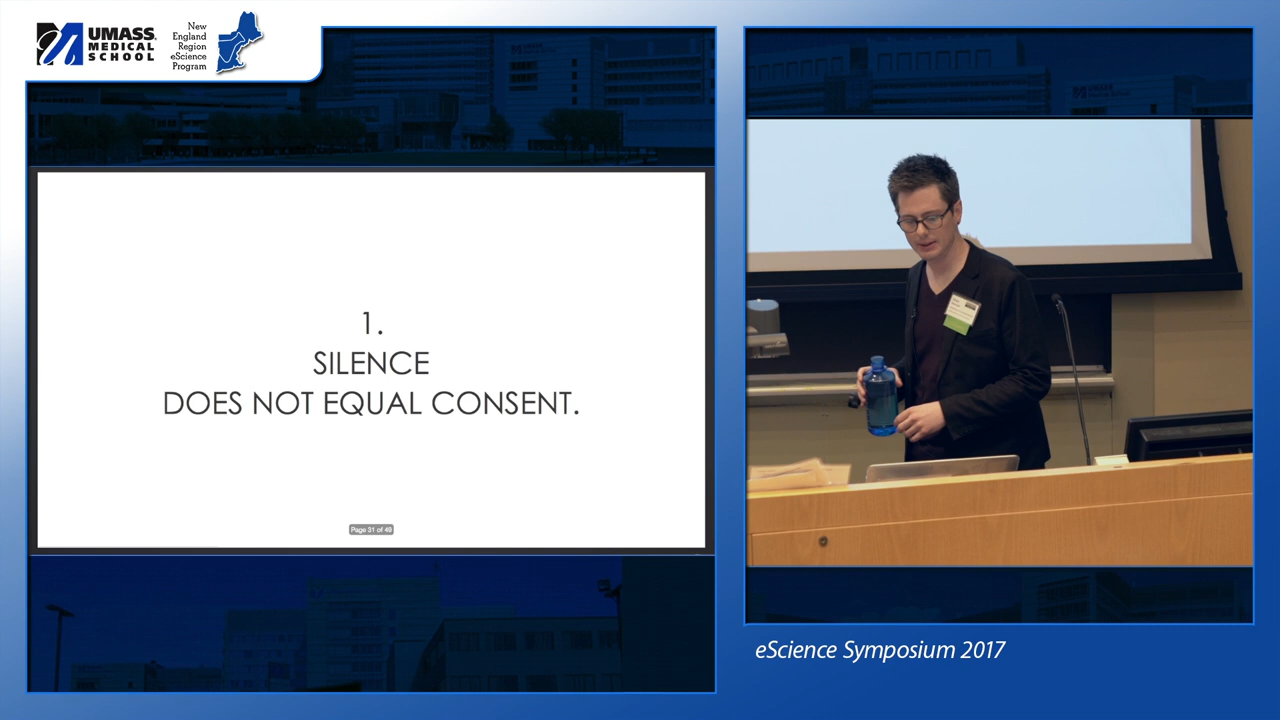 UMASS
MEDICAL
SCHOOL
New
England
Region
eScience
Program
1.
SILENCE
DOES NOT EQUAL CONSENT.
Page 31 of 49
eScience Symposium 2017